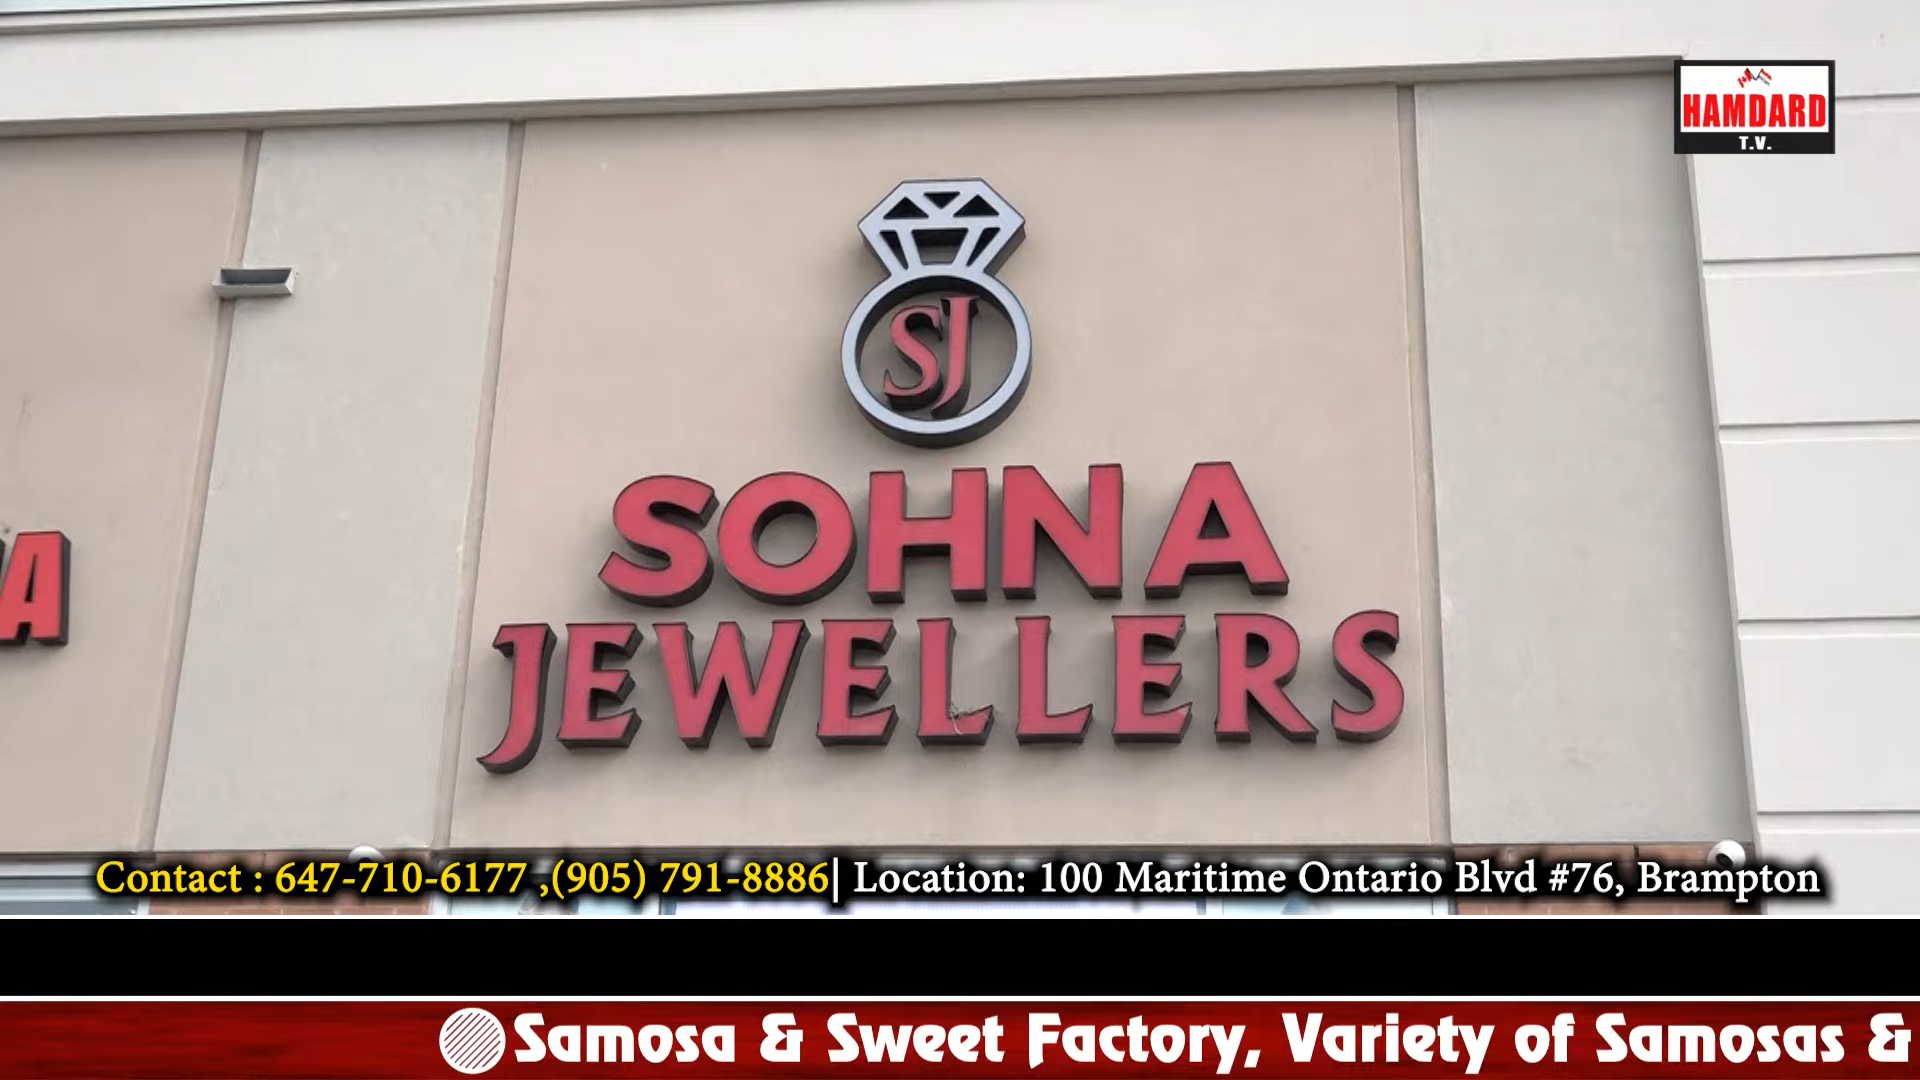 HAMDARD
T.V.
SJ
SOHNA
JEWELLERS
A
Contact : 647-710-6177 ,(905) 791-8886| Location: 100 Maritime Ontario Blvd #76, Brampton
Samosa & Sweet Factory, Variety of Samosas &